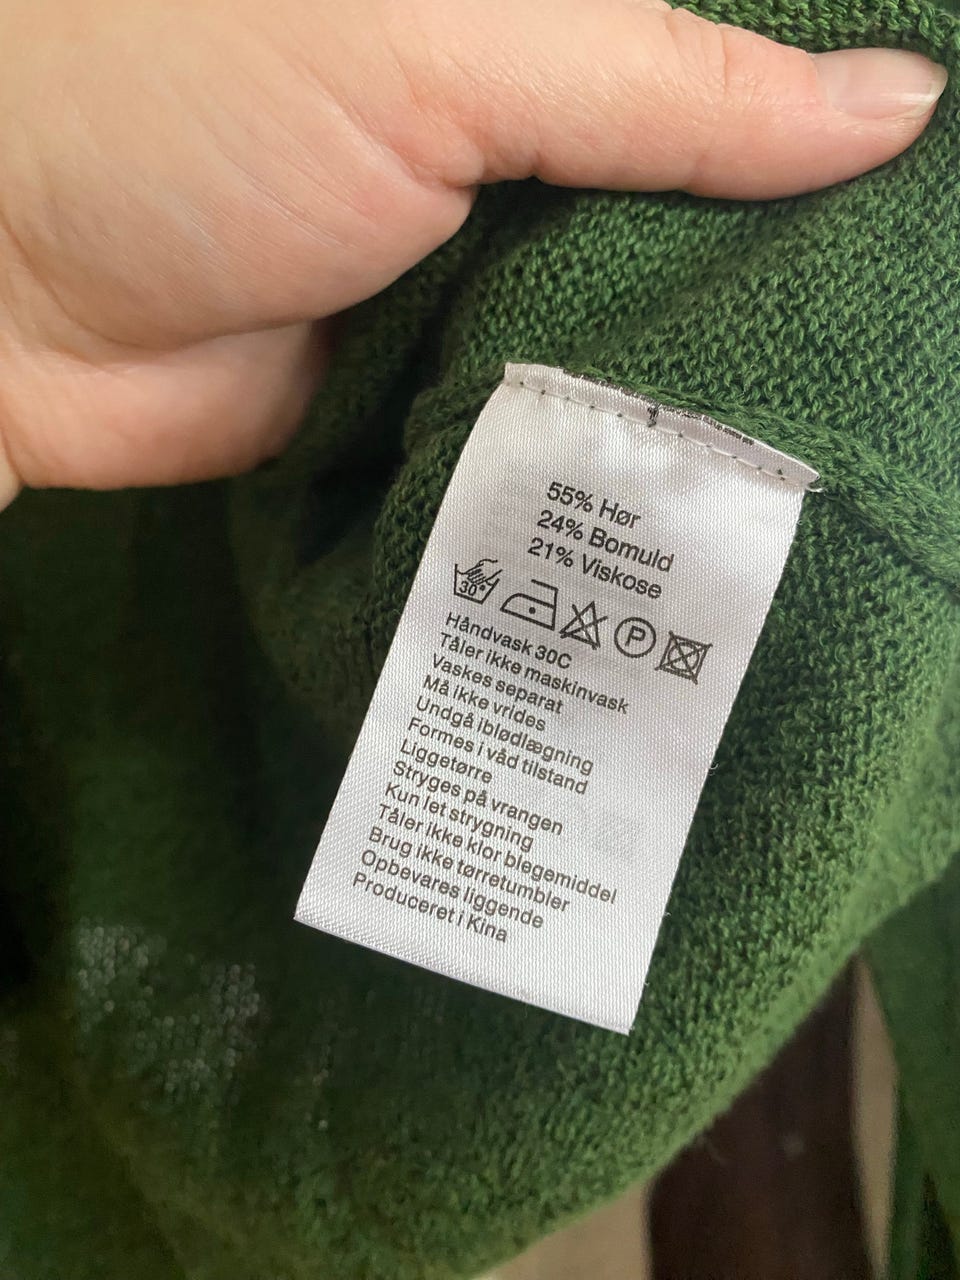 55% Hør
24% Bomuld
21% Viskose
30° P
Håndvask 30C
Tåler ikke maskinvask
Vaskes separat
Må ikke vrides
Undgå iblødlægning
Formes i våd tilstand
Liggetørre
Stryges på vrangen
Kun let strygning
Tåler ikke klor blegemiddel
Brug ikke tørretumbler
Opbevares liggende
Produceret i Kina